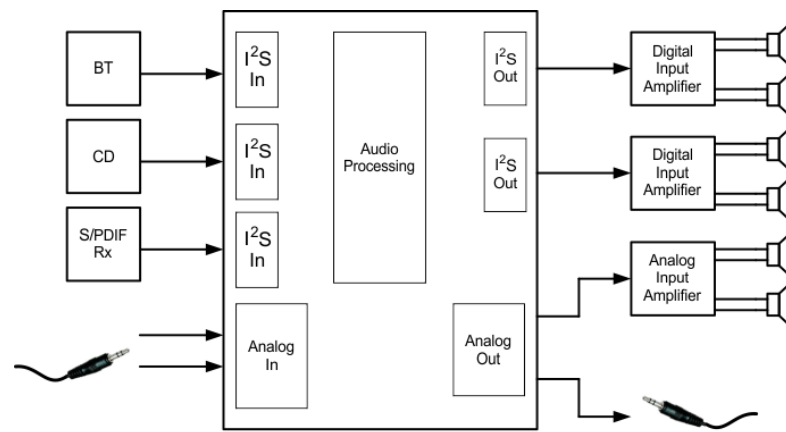 BT
CD
S/PDIF
Rx
I²S
In
I²S
In
I²S
In
Analog
In
Audio
Processing
I²S
Out
I²S
Out
Analog
Out
Digital
Input
Amplifier
Digital
Input
Amplifier
Analog
Input
Amplifier